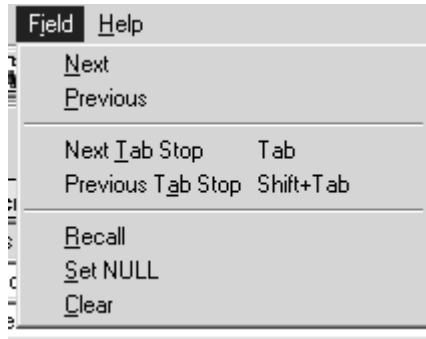 Field Help
Next
Previous
Next Tab Stop Tab
Previous Tab Stop Shift+Tab
Recall
Set NULL
Clear